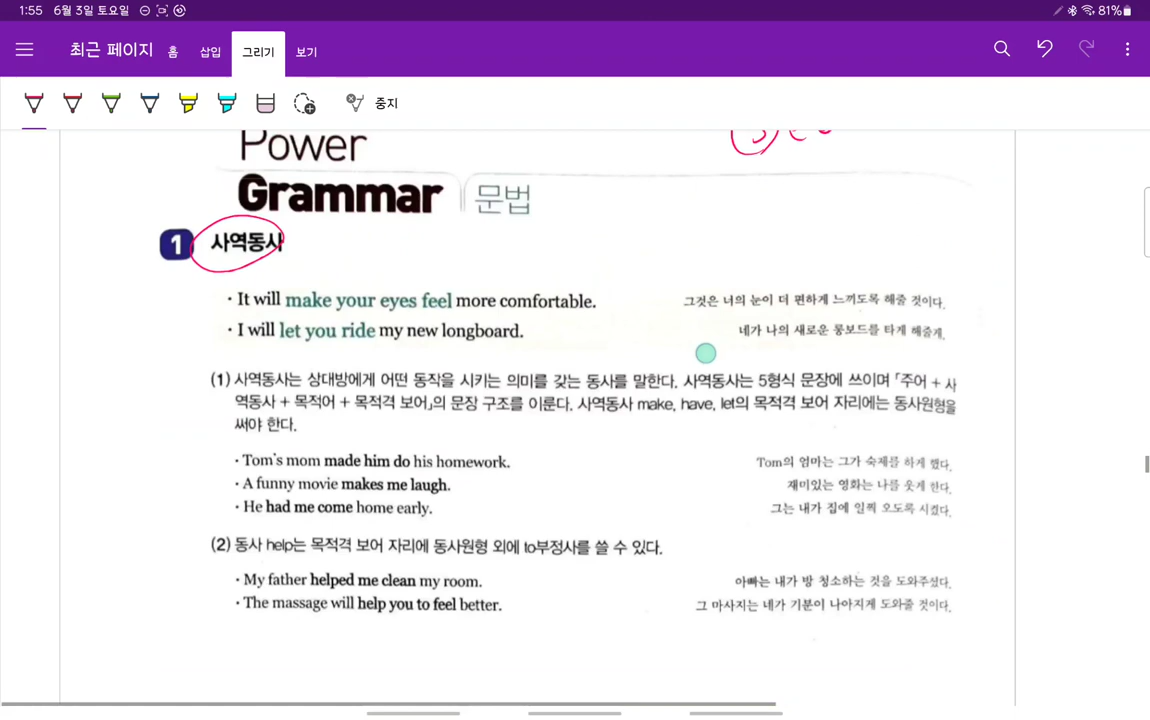 1:55 6월 3일 토요일 81%
최근 페이지 홈 삽입 그리기 보기
중지
Power
Grammar 문법
1 사역동사
· It will make your eyes feel more comfortable. 그것은 너의 눈이 더 편하게 느끼도록 해줄 것이다.
· I will let you ride my new longboard. 네가 나의 새로운 롱보드를 타게 해줄게.
(1) 사역동사는 상대방에게 어떤 동작을 시키는 의미를 갖는 동사를 말한다. 사역동사는 5형식 문장에 쓰이며 「주어 + 사
역동사 + 목적어 + 목적격 보어」의 문장 구조를 이룬다. 사역동사 make, have, let의 목적격 보어 자리에는 동사원형을
써야 한다.
· Tom's mom made him do his homework. Tom의 엄마는 그가 숙제를 하게 했다.
· A funny movie makes me laugh. 재미있는 영화는 나를 웃게 한다.
· He had me come home early. 그는 내가 집에 일찍 오도록 시켰다.
(2) 동사 help는 목적격 보어 자리에 동사원형 외에 to부정사를 쓸 수 있다.
· My father helped me clean my room. 아빠는 내가 방 청소하는 것을 도와주셨다.
· The massage will help you to feel better. 그 마사지는 네가 기분이 나아지게 도와줄 것이다.